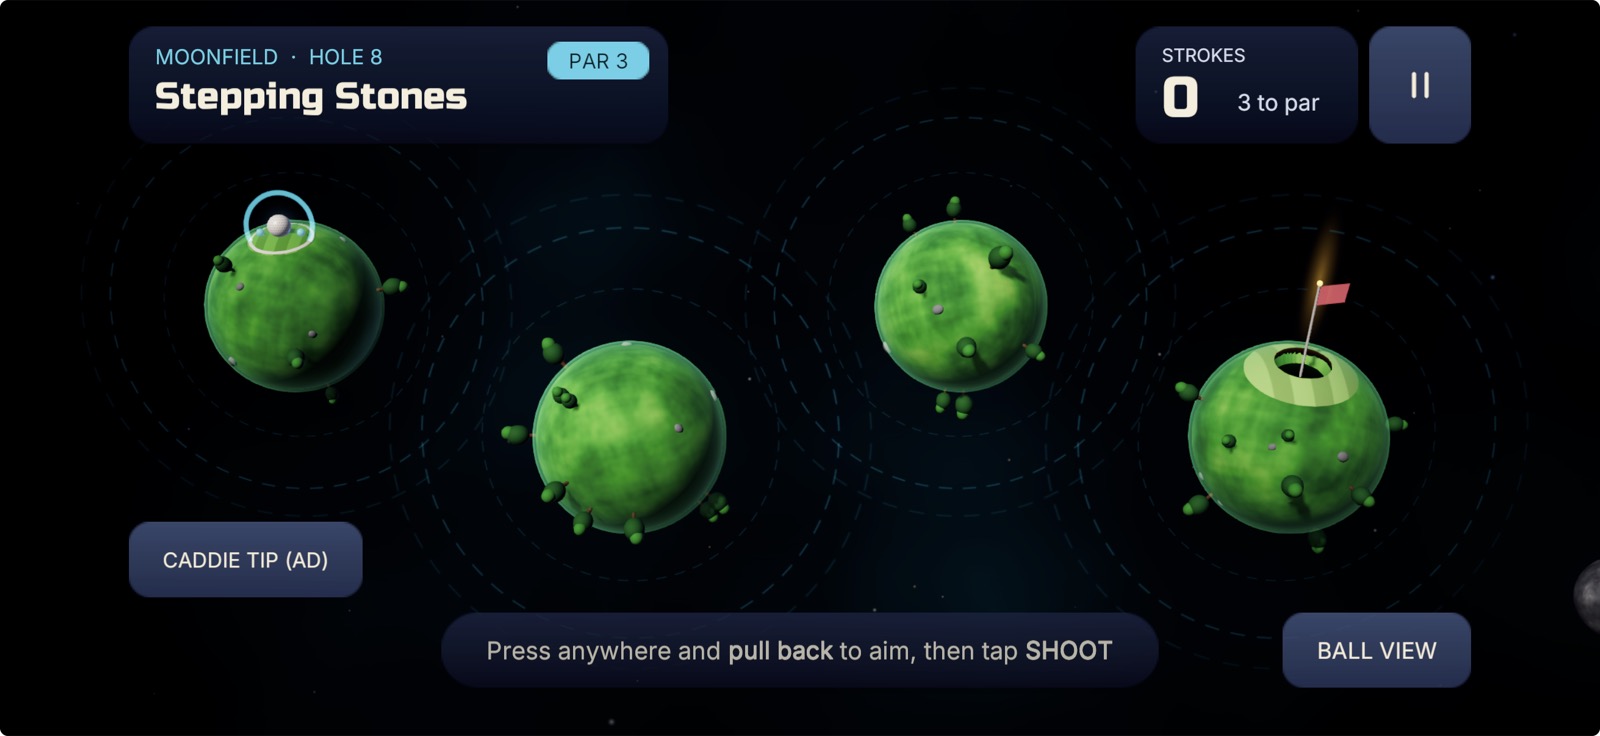 MOONFIELD · HOLE 8
PAR 3
Stepping Stones
STROKES
0
3 to par
CADDIE TIP (AD)
Press anywhere and pull back to aim, then tap SHOOT
BALL VIEW